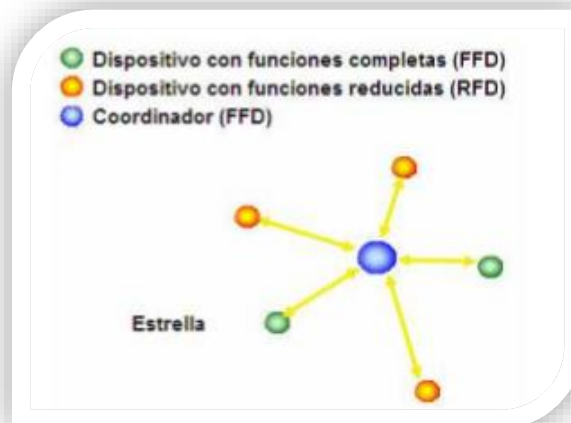 Dispositivo con funciones completas (FFD)
Dispositivo con funciones reducidas (RFD)
Coordinador (FFD)
Estrella